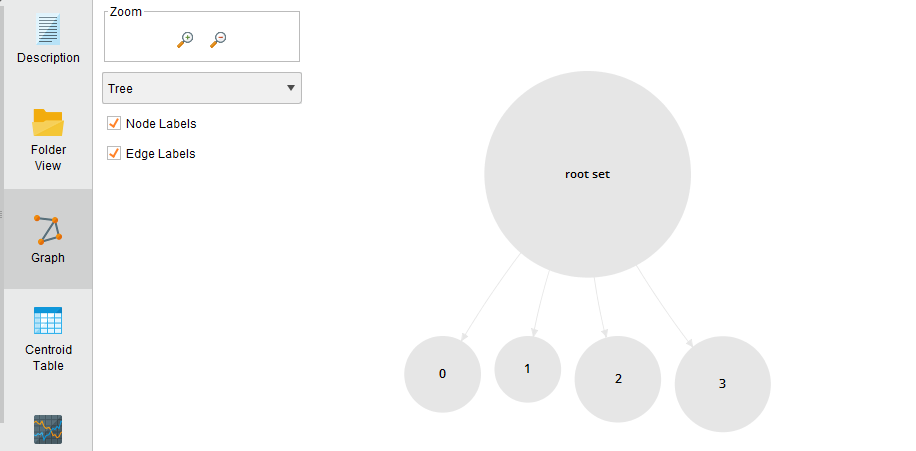 Description
Folder
View
Graph
Centroid
Table
Zoom
Tree
Node Labels
Edge Labels
root set
0
1
2
3